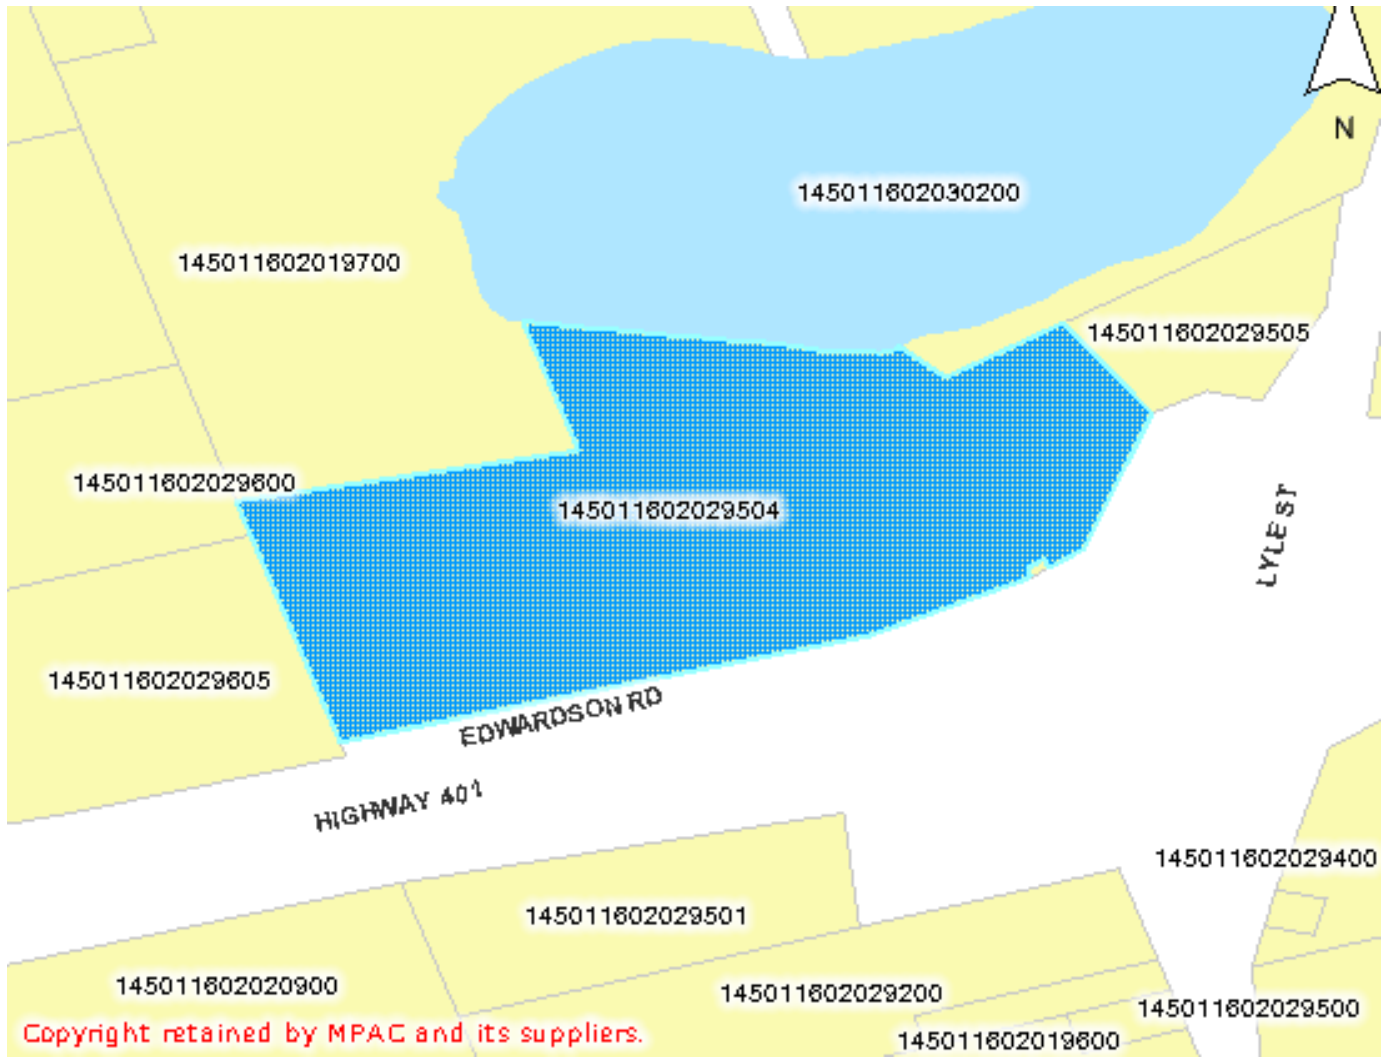 N
145011602030200
145011602019700
145011602029505
145011602029600
145011602029504
LYLE ST
145011602029605
EDWARDSON RD
HIGHWAY 401
145011602029400
145011602029501
145011602020900
145011602029200
145011602029500
Copyright retained by MPAC and its suppliers.
145011602019600